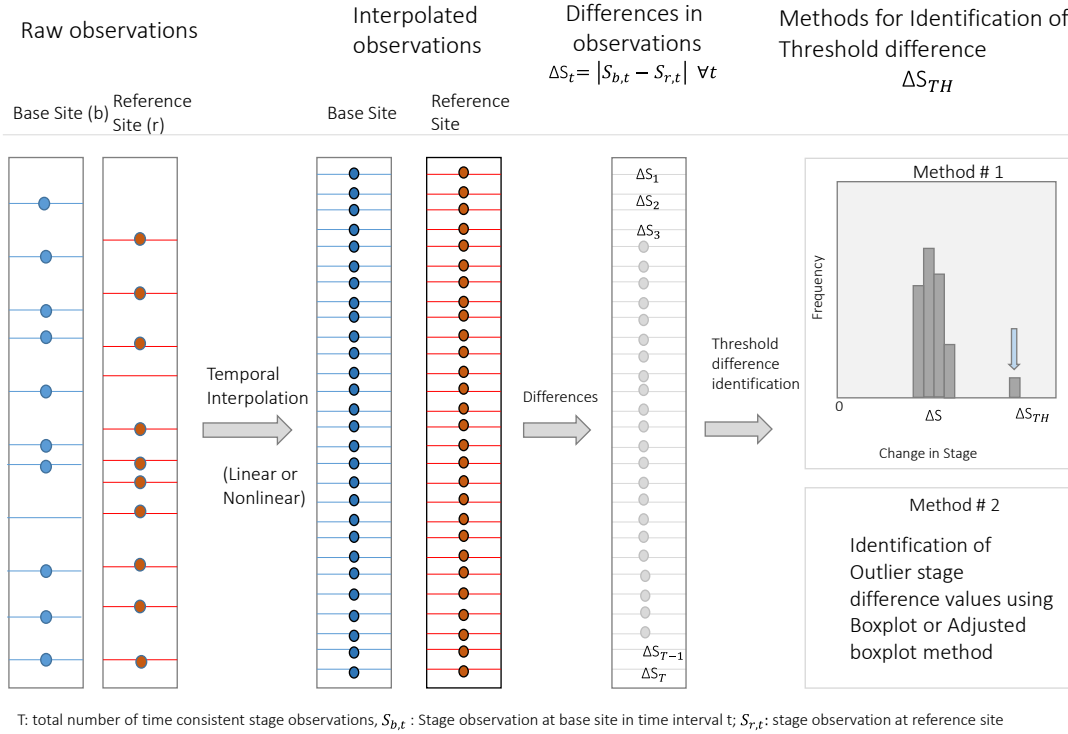 Raw observations
Base Site (b)
Reference
Site (r)
Temporal
Interpolation
(Linear or
Nonlinear)
Interpolated
observations
Base Site
Reference
Site
Differences
Differences in
observations
ΔS_t = |S_{b,t} − S_{r,t}| ∀t
ΔS_1
ΔS_2
ΔS_3
ΔS_{T−1}
ΔS_T
Threshold
difference
identification
Methods for Identification of
Threshold difference
ΔS_{TH}
Method # 1
Frequency
0
ΔS
ΔS_{TH}
Change in Stage
Method # 2
Identification of
Outlier stage
difference values using
Boxplot or Adjusted
boxplot method
T: total number of time consistent stage observations, S_{b,t} : Stage observation at base site in time interval t; S_{r,t}: stage observation at reference site